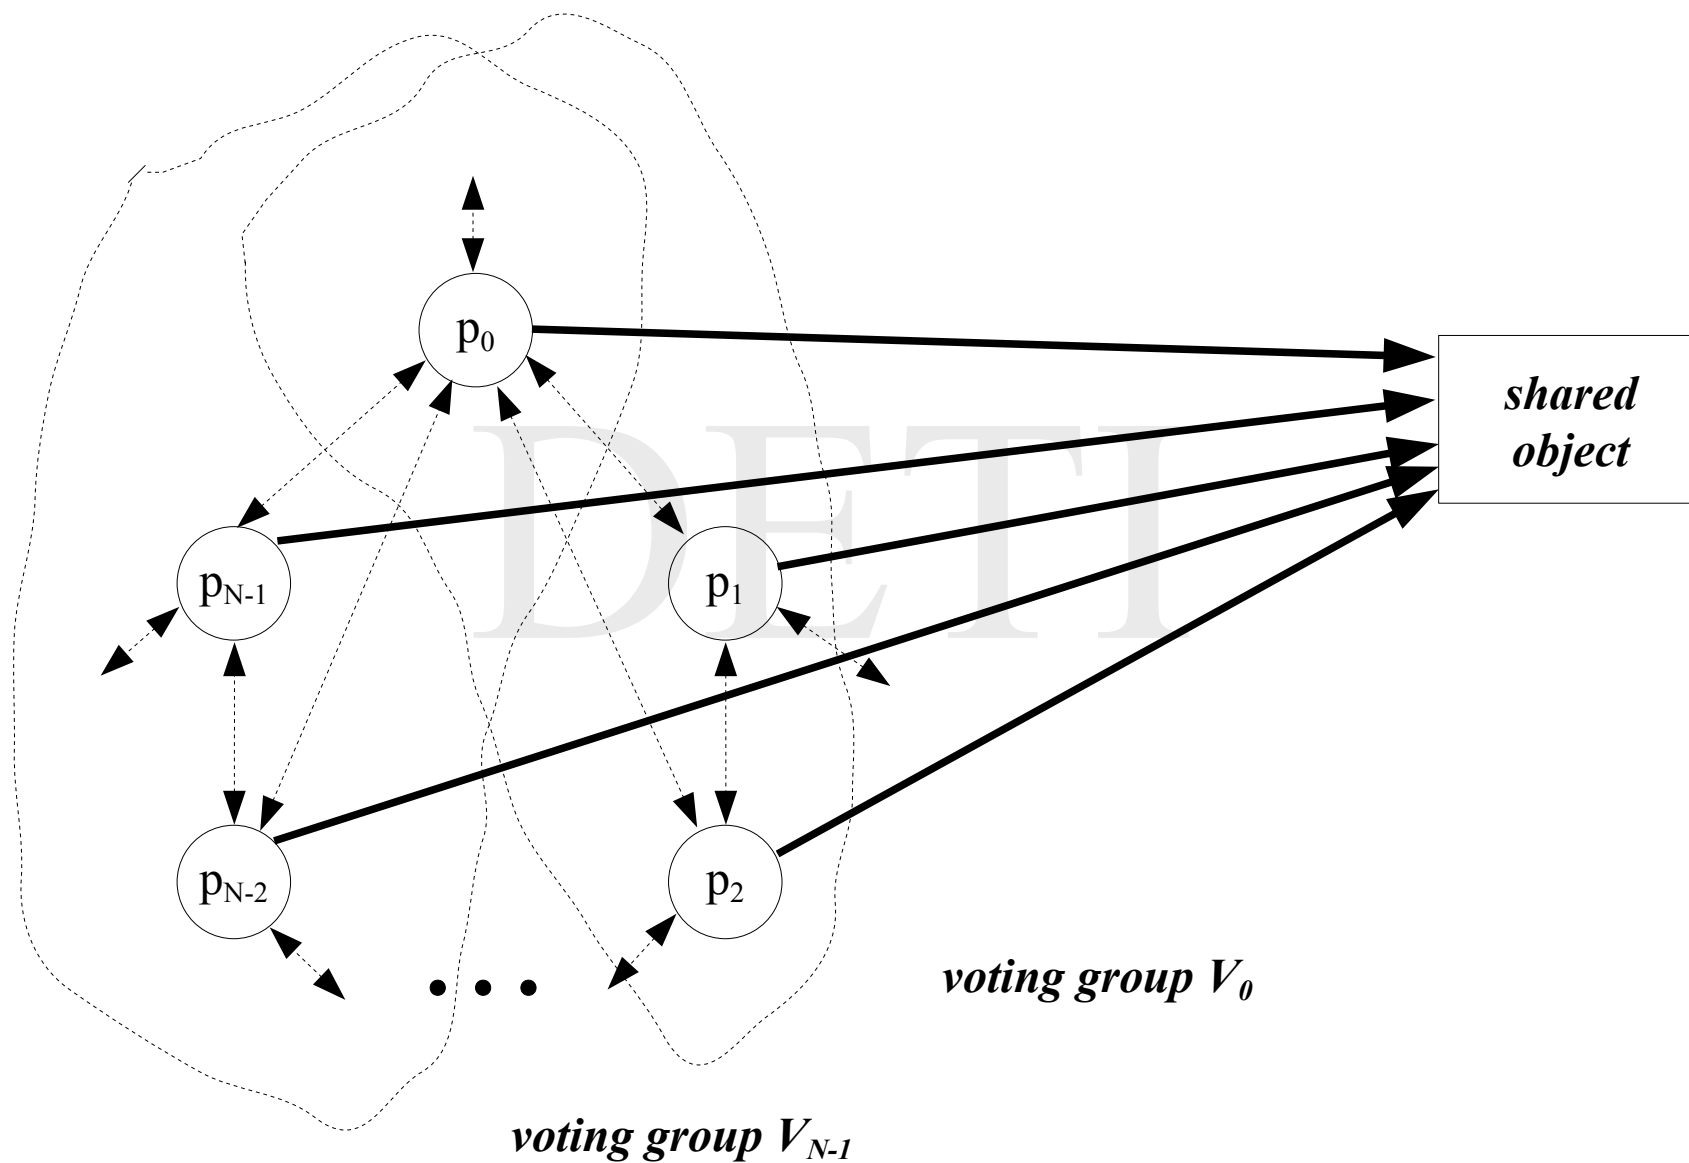 p0
shared
object
DETI
pN-1
p1
pN-2
p2
• • •
voting group V0
voting group VN-1